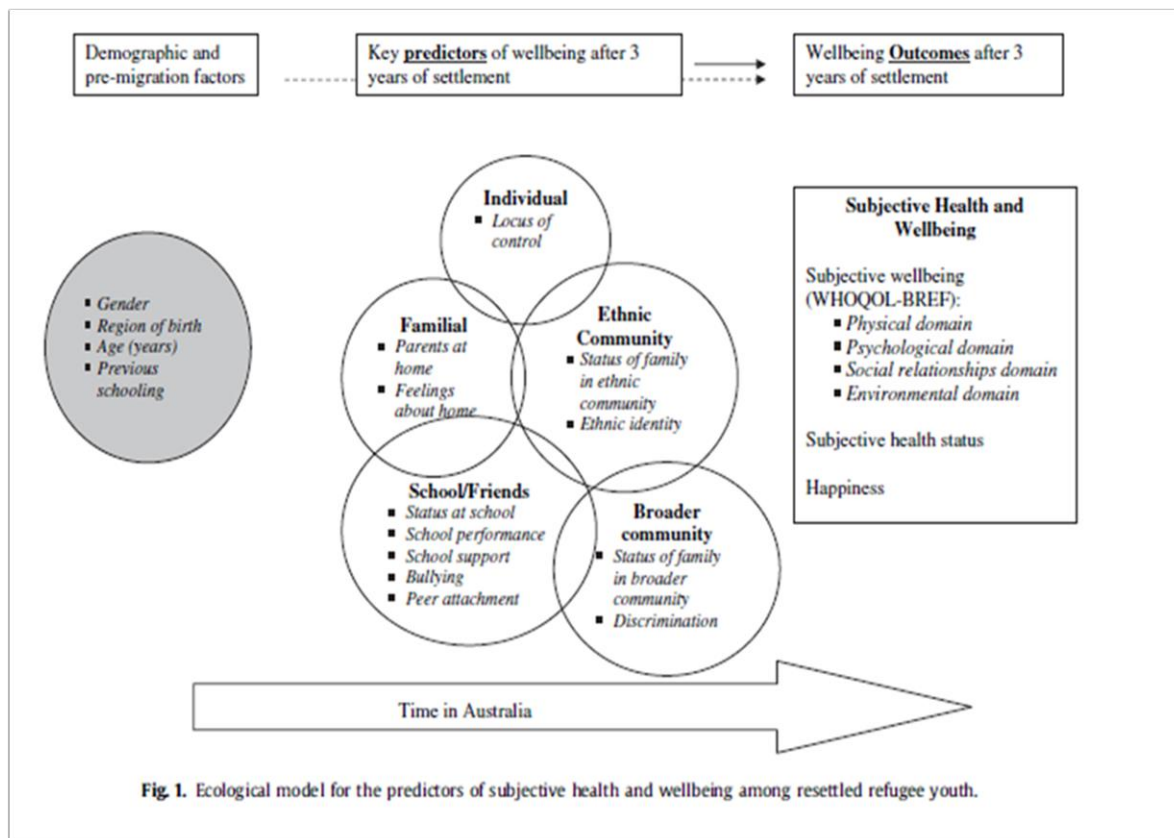 Demographic and
pre-migration factors
Key predictors of wellbeing after 3
years of settlement
Wellbeing Outcomes after 3
years of settlement
▪ Gender
▪ Region of birth
▪ Age (years)
▪ Previous
schooling
Individual
▪ Locus of
control
Familial
▪ Parents at
home
▪ Feelings
about home
Ethnic
Community
▪ Status of family
in ethnic
community
▪ Ethnic identity
School/Friends
▪ Status at school
▪ School performance
▪ School support
▪ Bullying
▪ Peer attachment
Broader
community
▪ Status of family
in broader
community
▪ Discrimination
Subjective Health and
Wellbeing
Subjective wellbeing
(WHOQOL-BREF):
▪ Physical domain
▪ Psychological domain
▪ Social relationships domain
▪ Environmental domain
Subjective health status
Happiness
Time in Australia
Fig. 1. Ecological model for the predictors of subjective health and wellbeing among resettled refugee youth.